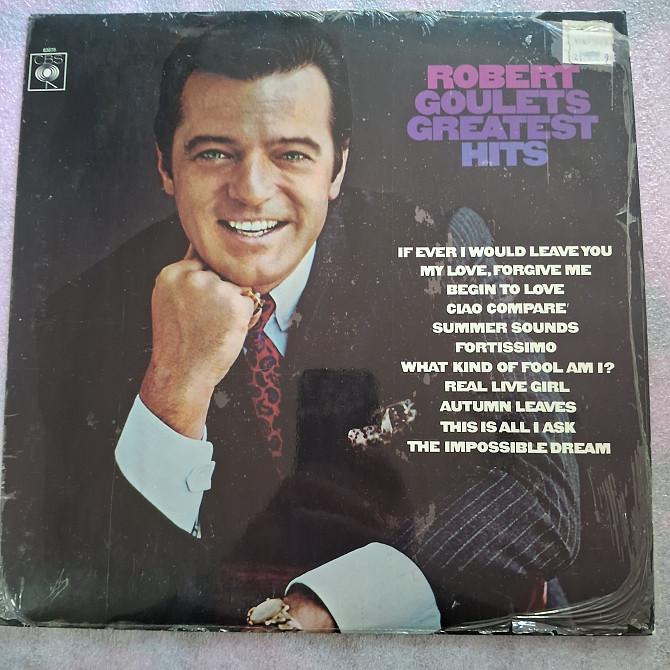 63275
CBS
ROBERT
GOULET'S
GREATEST
HITS
IF EVER I WOULD LEAVE YOU
MY LOVE, FORGIVE ME
BEGIN TO LOVE
CIAO COMPARE'
SUMMER SOUNDS
FORTISSIMO
WHAT KIND OF FOOL AM I?
REAL LIVE GIRL
AUTUMN LEAVES
THIS IS ALL I ASK
THE IMPOSSIBLE DREAM